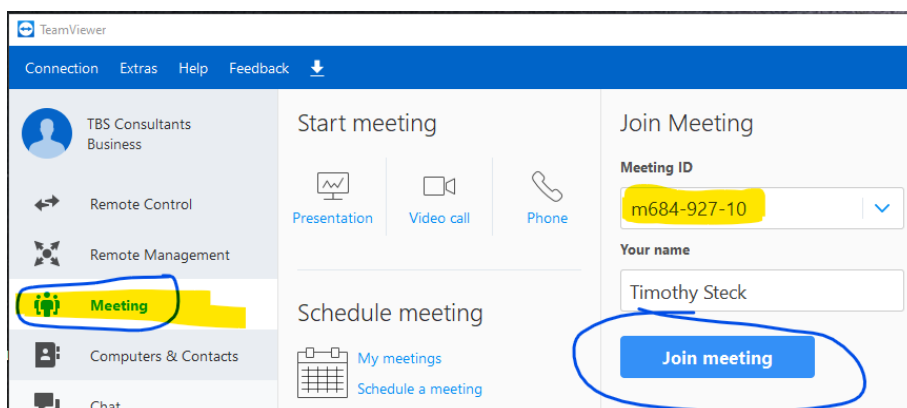 TeamViewer
Connection Extras Help Feedback
TBS Consultants
Business
Remote Control
Remote Management
Meeting
Computers & Contacts
Chat
Start meeting
Presentation Video call Phone
Schedule meeting
My meetings
Schedule a meeting
Join Meeting
Meeting ID
m684-927-10
Your name
Timothy Steck
Join meeting